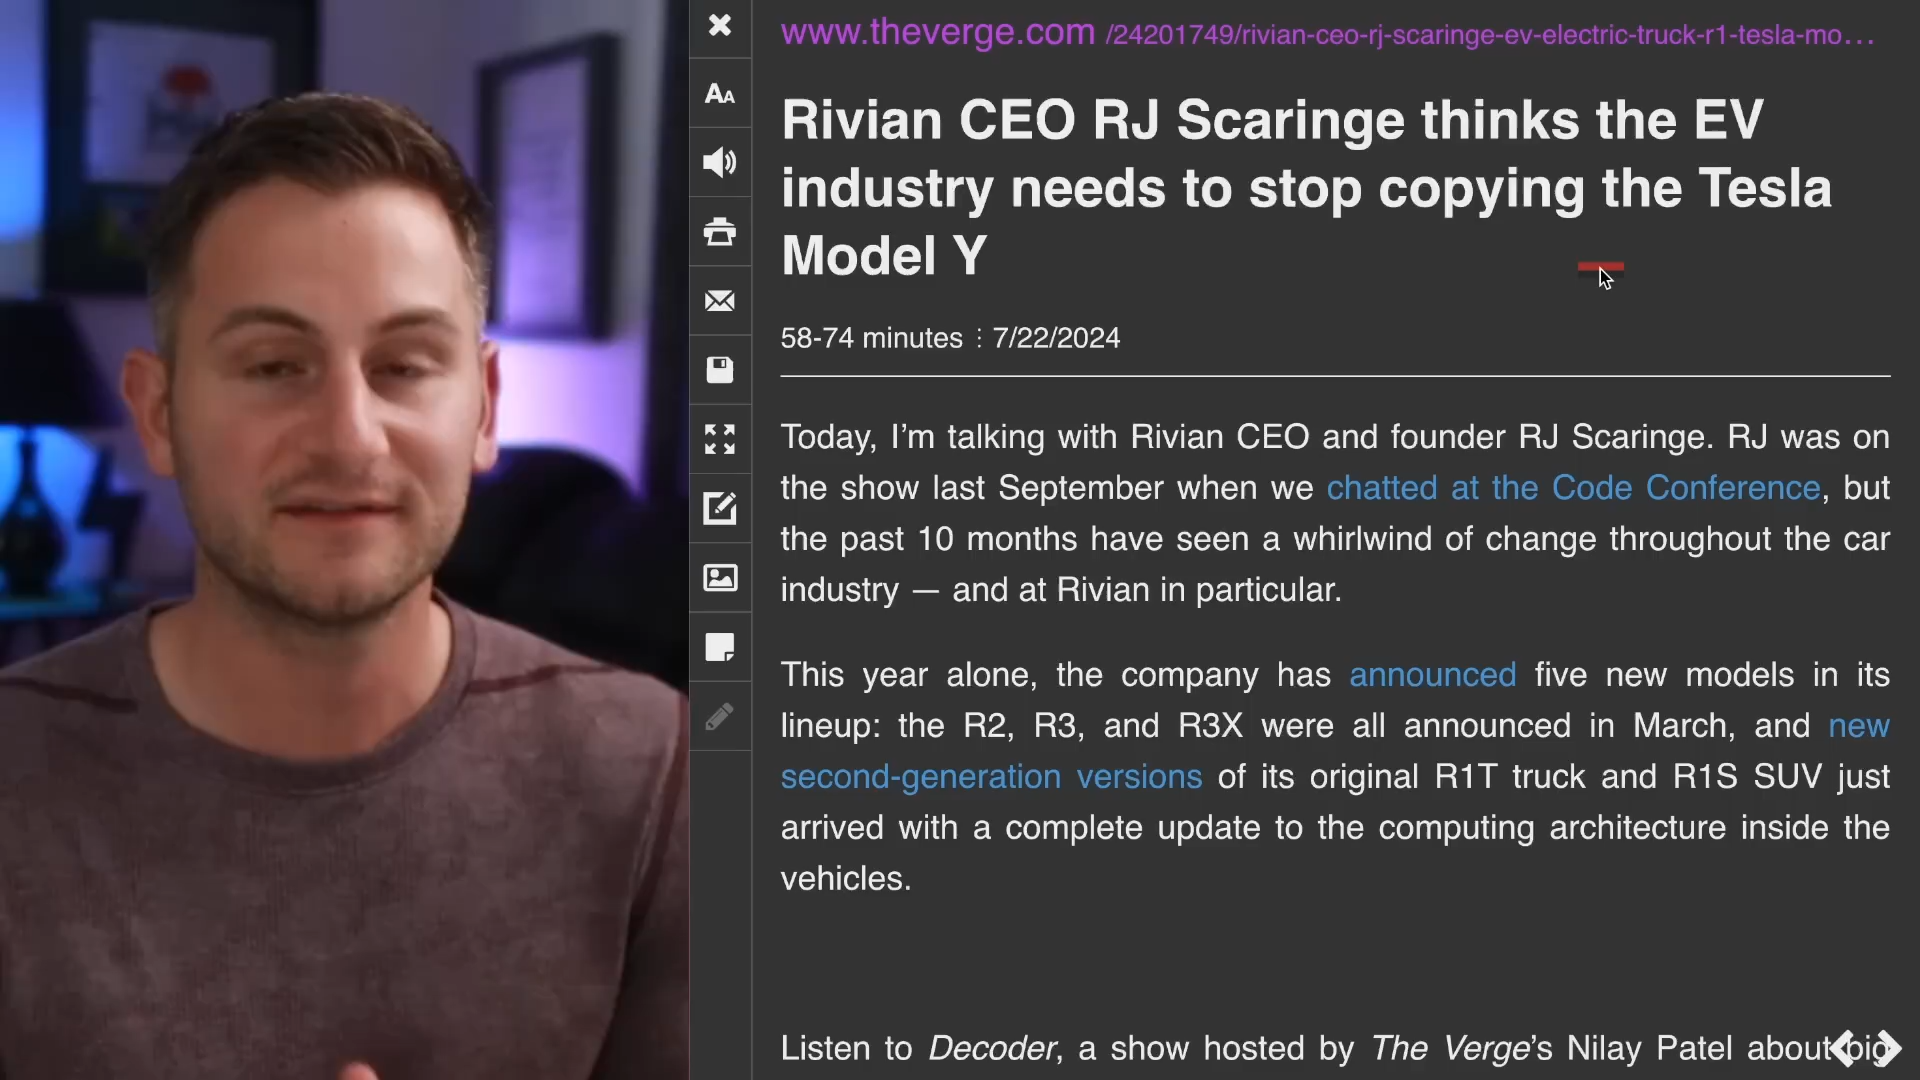 www.theverge.com /24201749/rivian-ceo-rj-scaringe-ev-electric-truck-r1-tesla-mo...
Rivian CEO RJ Scaringe thinks the EV
industry needs to stop copying the Tesla
Model Y
58-74 minutes : 7/22/2024
Today, I’m talking with Rivian CEO and founder RJ Scaringe. RJ was on
the show last September when we chatted at the Code Conference, but
the past 10 months have seen a whirlwind of change throughout the car
industry — and at Rivian in particular.
This year alone, the company has announced five new models in its
lineup: the R2, R3, and R3X were all announced in March, and new
second-generation versions of its original R1T truck and R1S SUV just
arrived with a complete update to the computing architecture inside the
vehicles.
Listen to Decoder, a show hosted by The Verge’s Nilay Patel about big